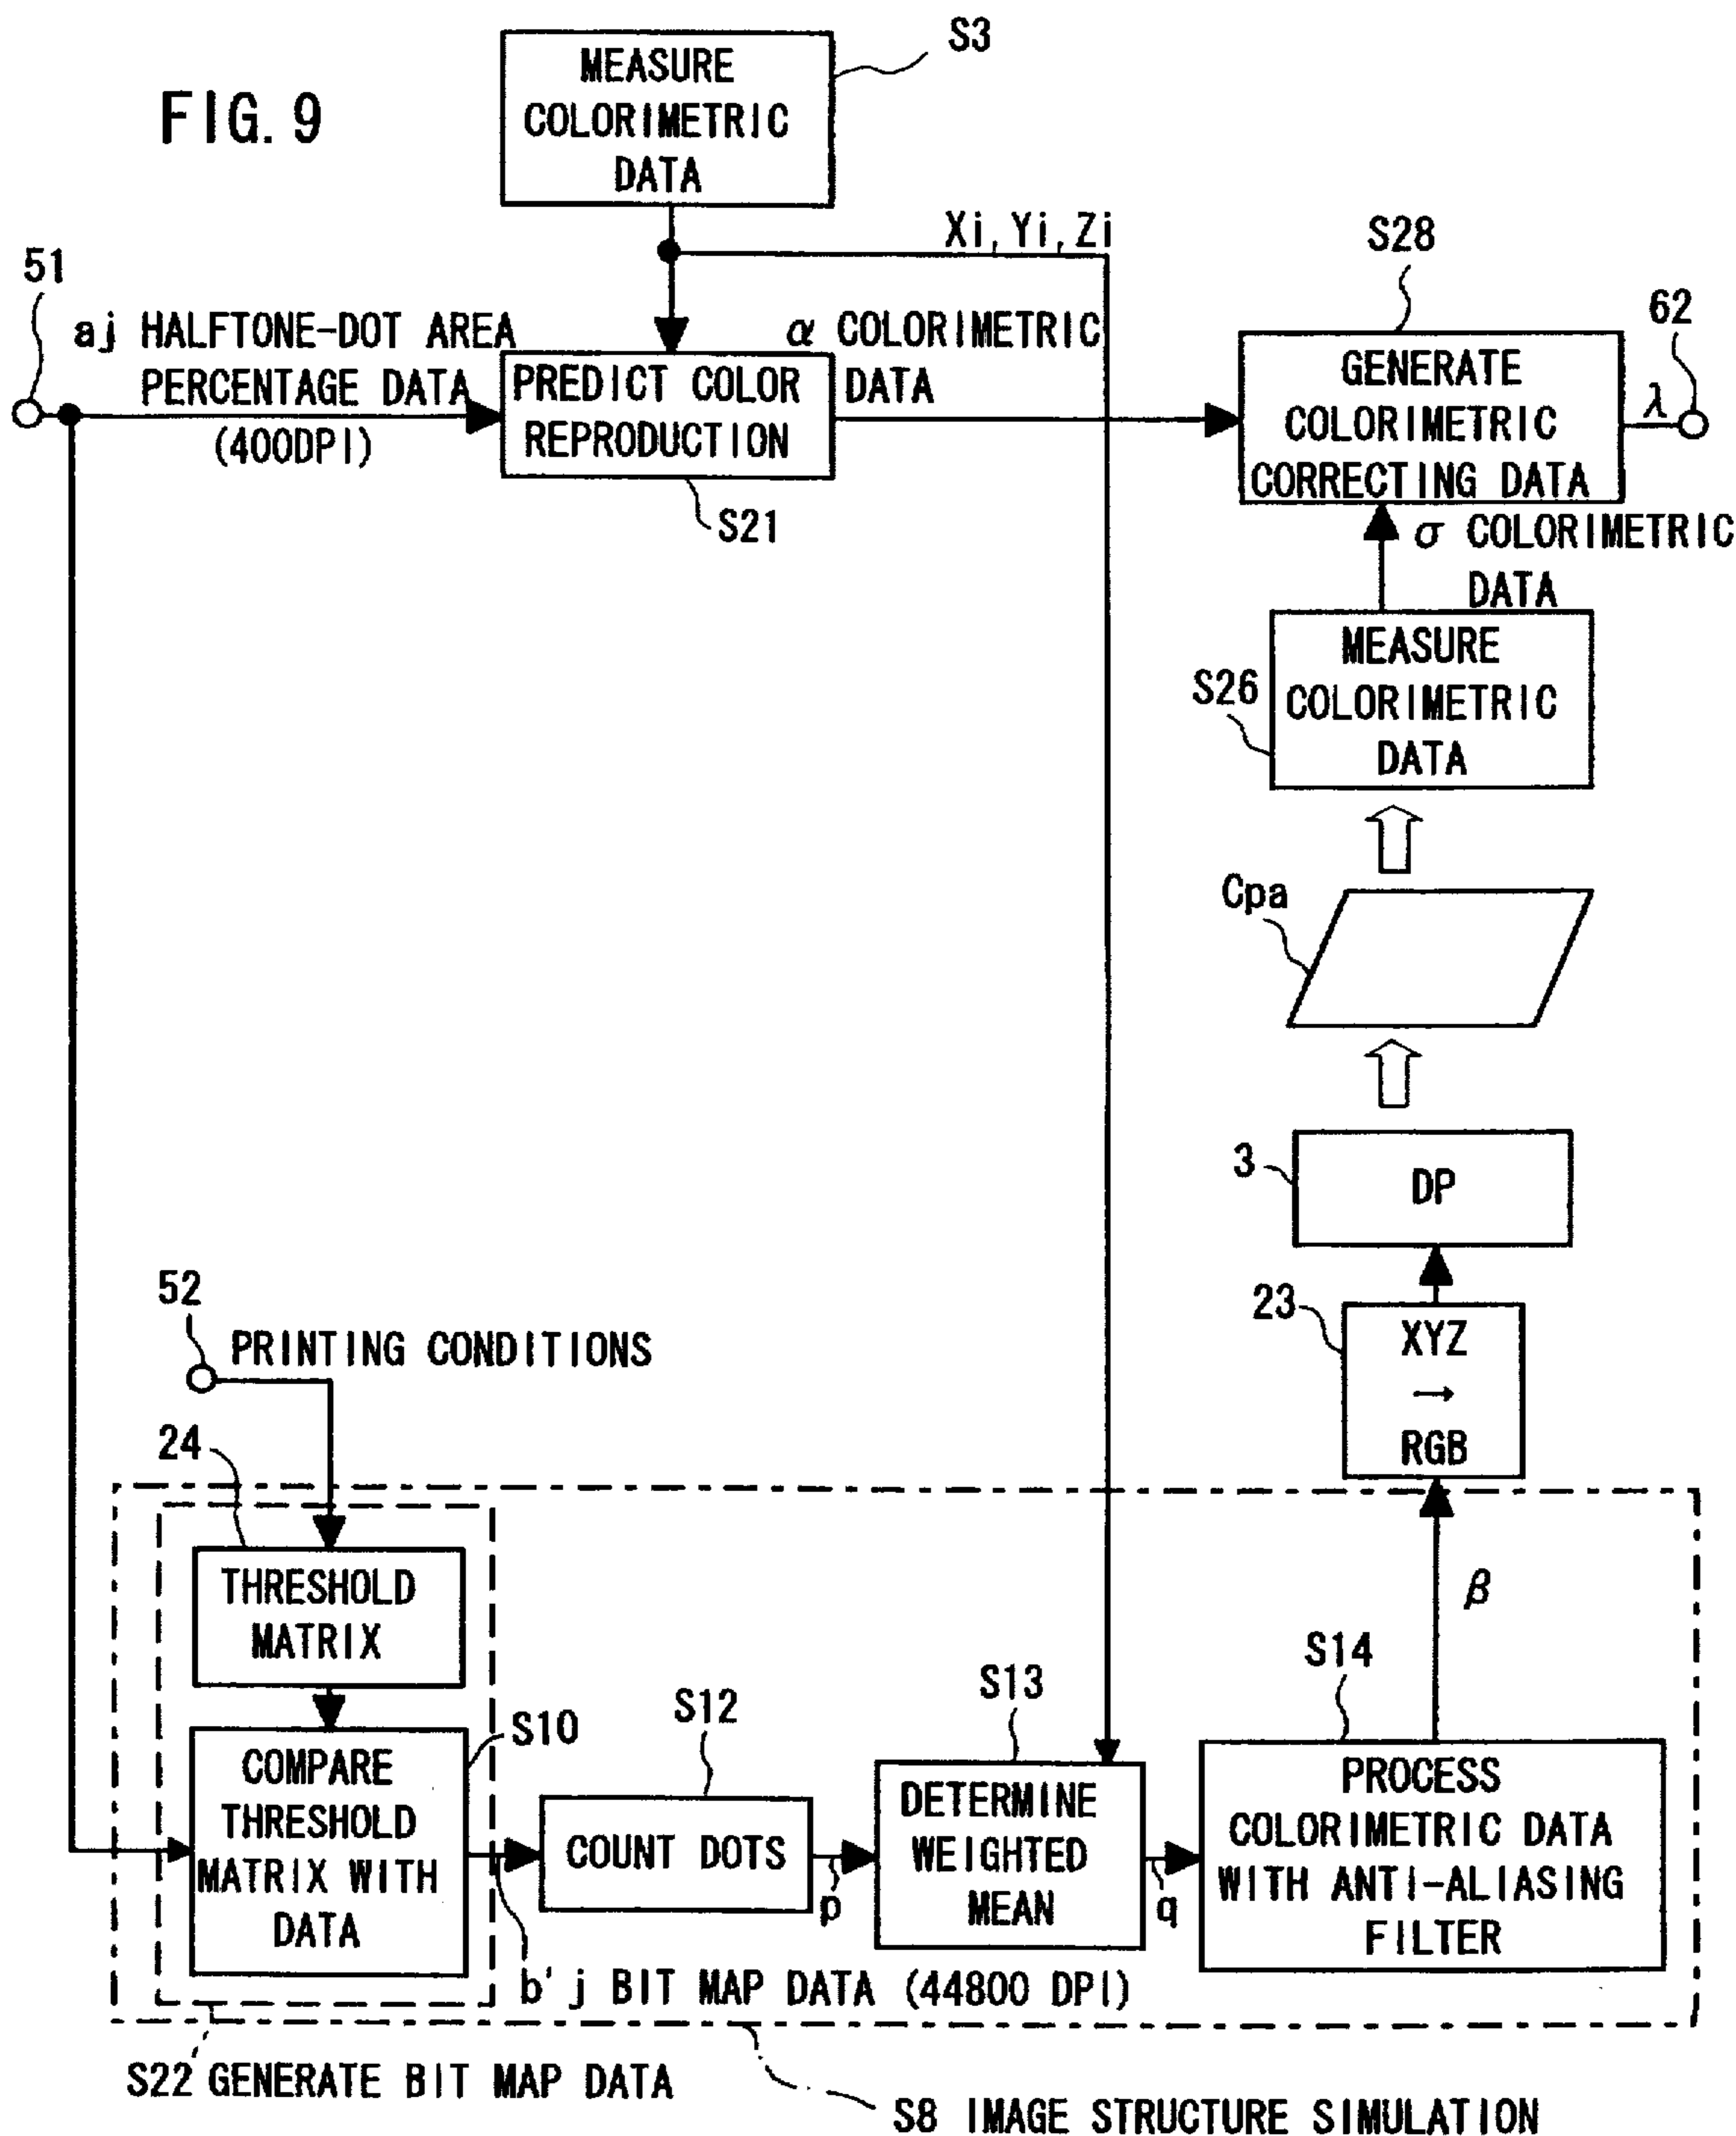 FIG. 9
MEASURE
COLORIMETRIC
DATA
S3
Xi, Yi, Zi
51
aj HALFTONE-DOT AREA
PERCENTAGE DATA
(400DPI)
PREDICT COLOR
REPRODUCTION
S21
α COLORIMETRIC
DATA
S28
GENERATE
COLORIMETRIC
CORRECTING DATA
λ
62
σ COLORIMETRIC
DATA
MEASURE
COLORIMETRIC
DATA
S26
Cpa
3
DP
23
XYZ
→
RGB
52
PRINTING CONDITIONS
24
THRESHOLD
MATRIX
β
S10
COMPARE
THRESHOLD
MATRIX WITH
DATA
S12
COUNT DOTS
p
S13
DETERMINE
WEIGHTED
MEAN
q
S14
PROCESS
COLORIMETRIC DATA
WITH ANTI-ALIASING
FILTER
b'j BIT MAP DATA (44800 DPI)
S22 GENERATE BIT MAP DATA
S8 IMAGE STRUCTURE SIMULATION